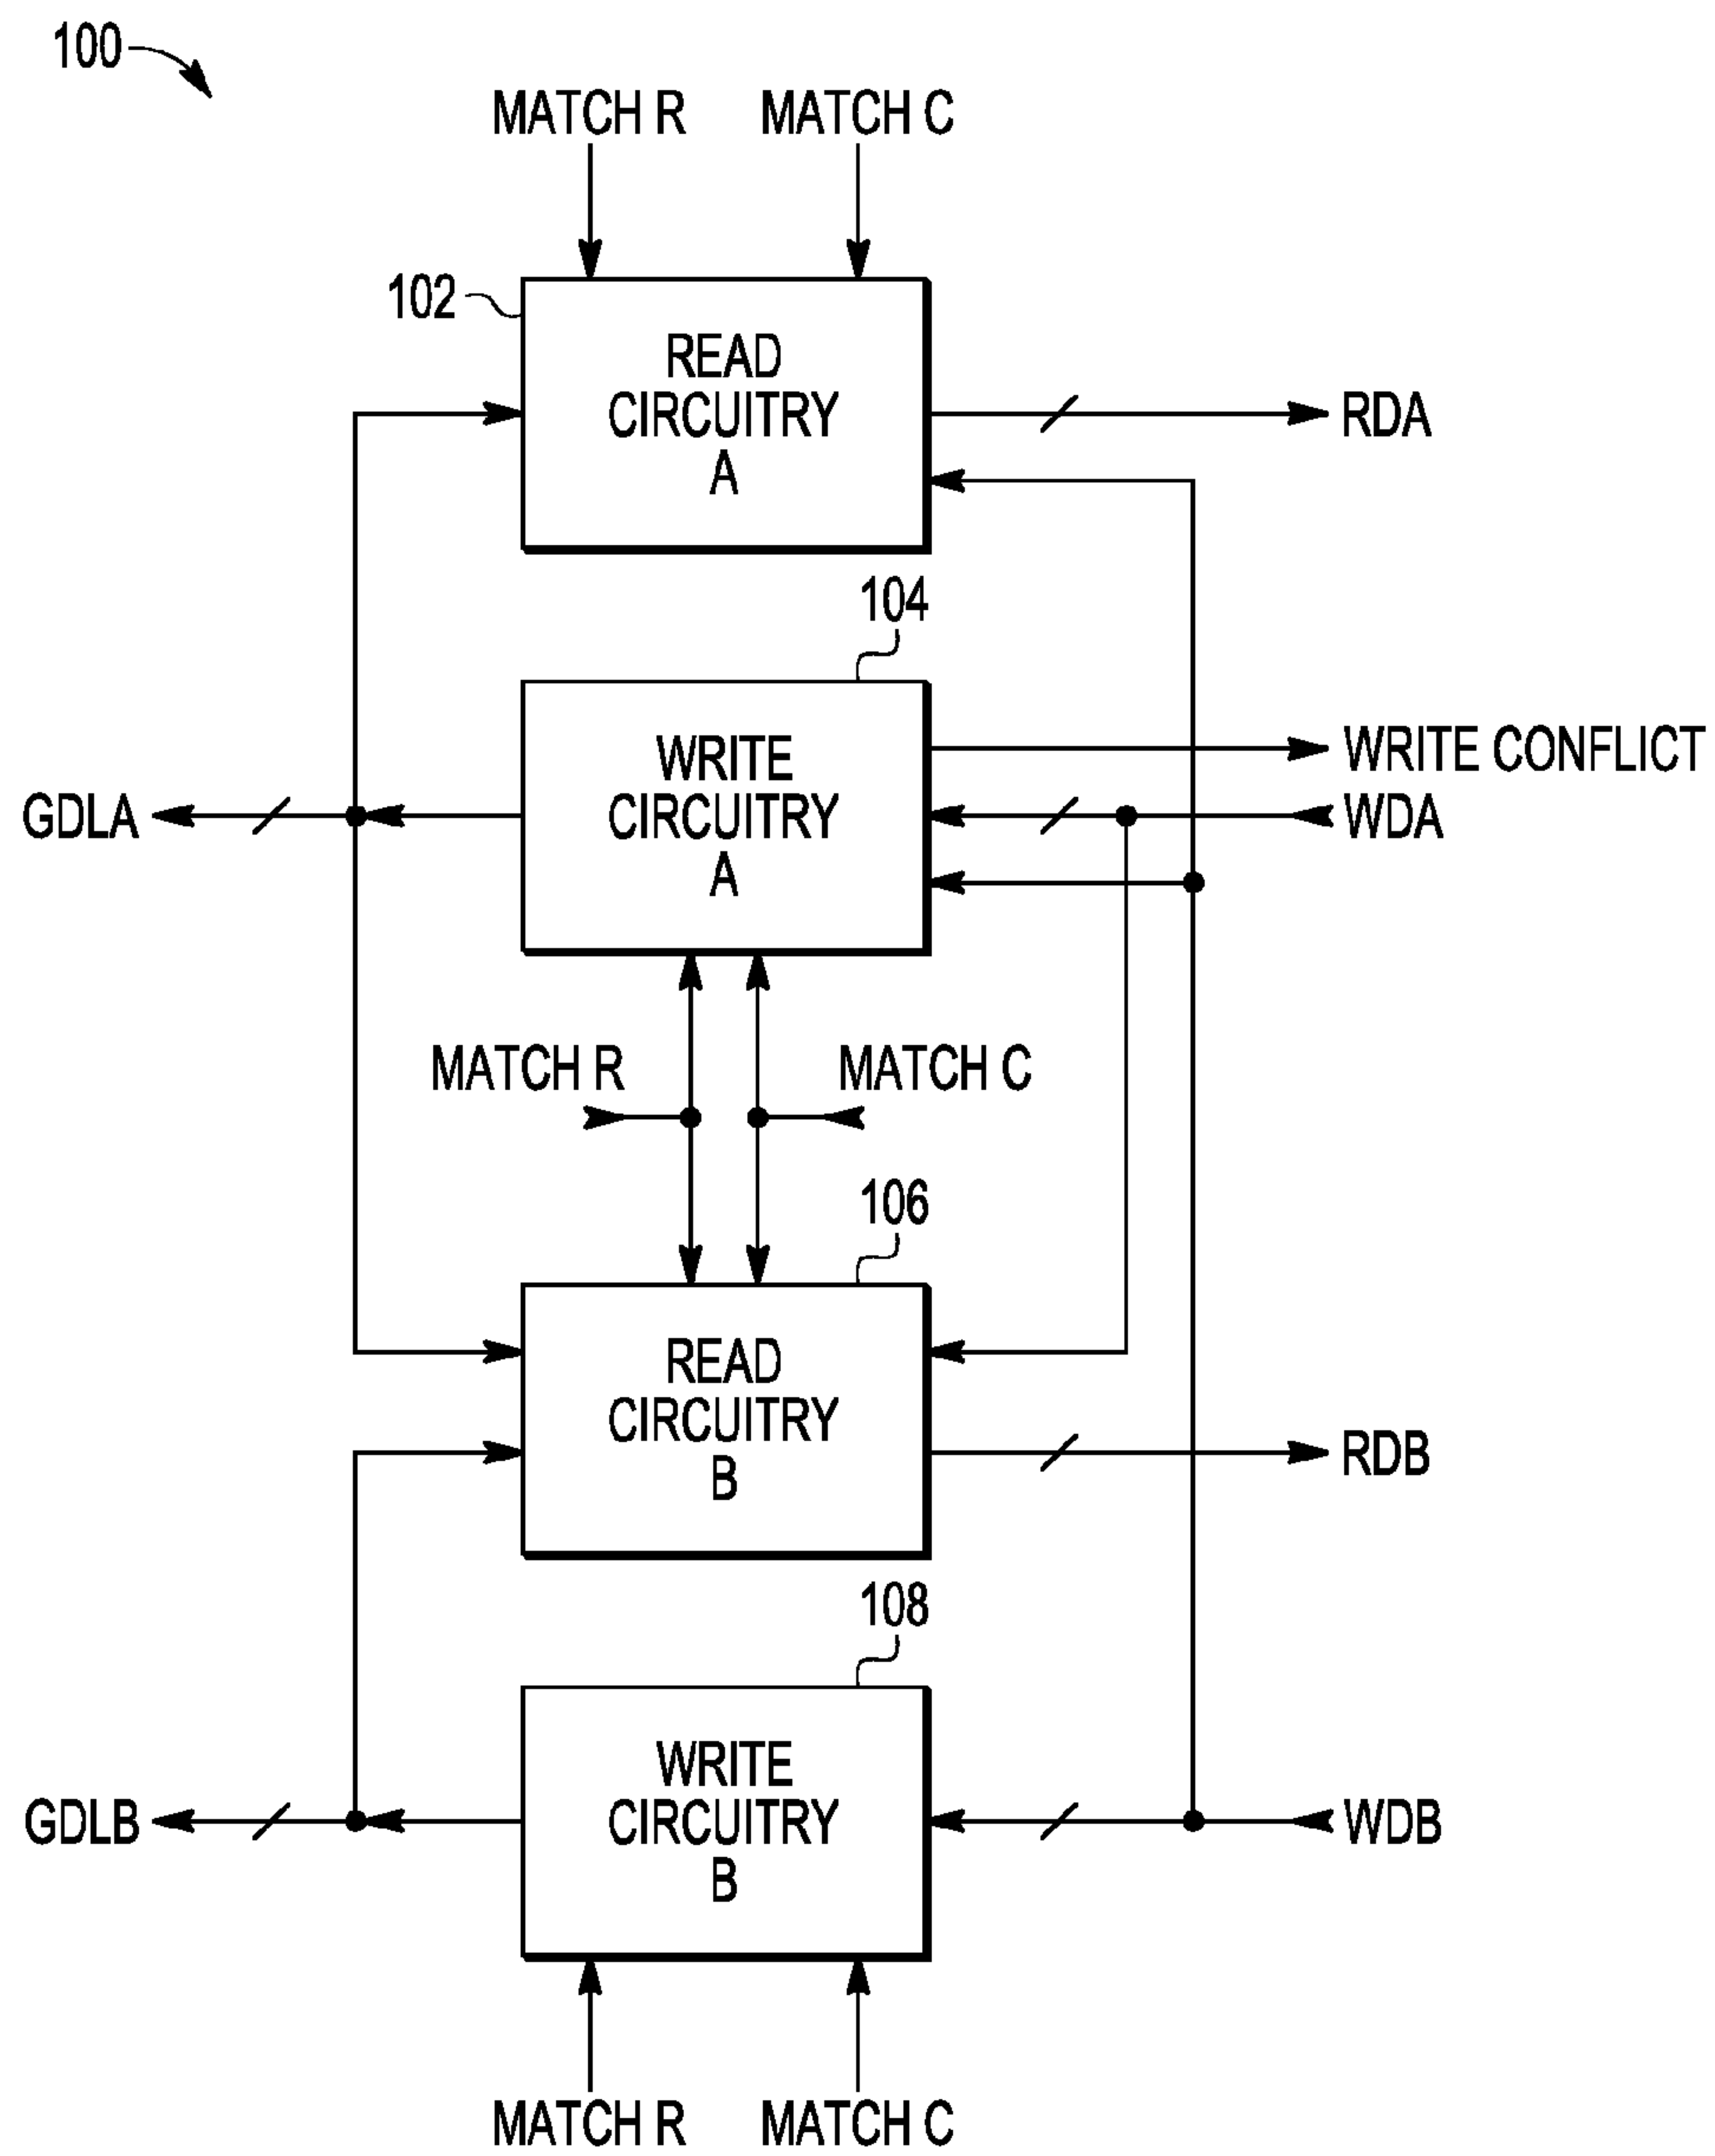 100
MATCH R MATCH C
102
READ
CIRCUITRY
A
RDA
104
WRITE
CIRCUITRY
A
WRITE CONFLICT
GDLA
WDA
MATCH R MATCH C
106
READ
CIRCUITRY
B
RDB
108
WRITE
CIRCUITRY
B
GDLB
WDB
MATCH R MATCH C